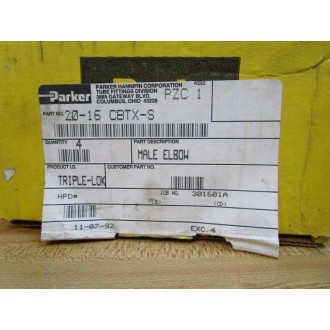 Parker
PARKER HANNIFIN CORPORATION
TUBE FITTINGS DIVISION
3885 GATEWAY BLVD.
COLUMBUS, OHIO 43228
PZC 1
PART NO.
20-16 CBTX-S
QUANTITY
4
PART DESCRIPTION
MALE ELBOW
PRODUCT I.D.
TRIPLE-LOK
CUSTOMER PART NO.
HPD#
JOB NO.
301601A
(CD)
11-07-92
EXC. 4